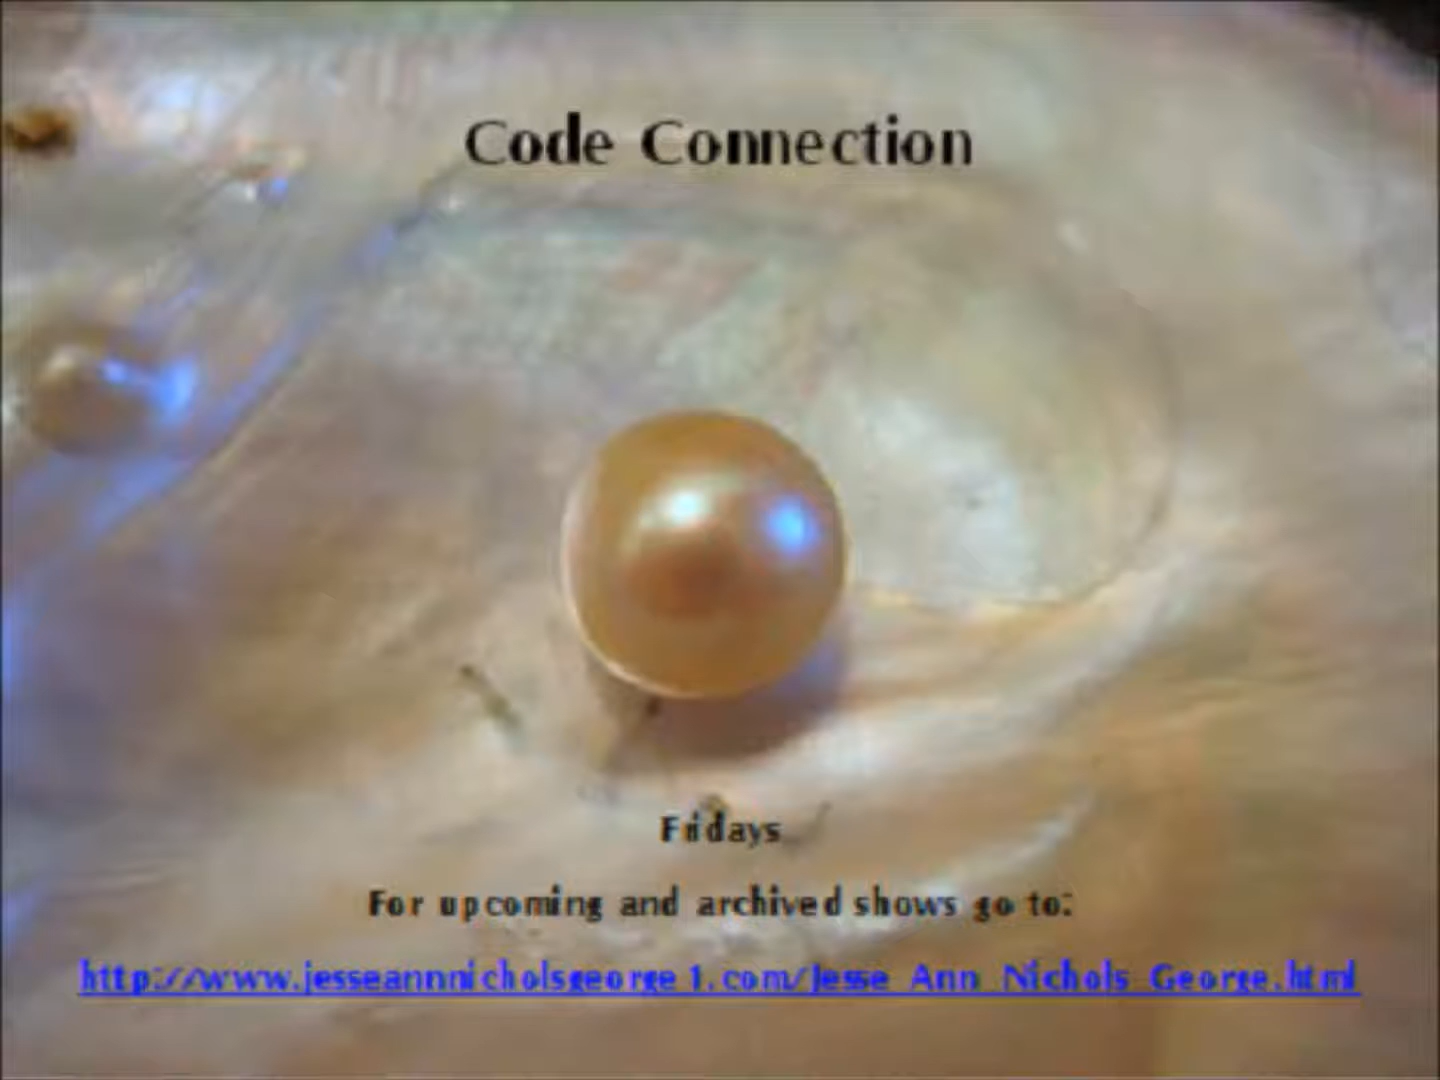 Code Connection
Fridays
For upcoming and archived shows go to:
http://www.jesseannnicholsgeorge1.com/Jesse_Ann_Nichols_George.html